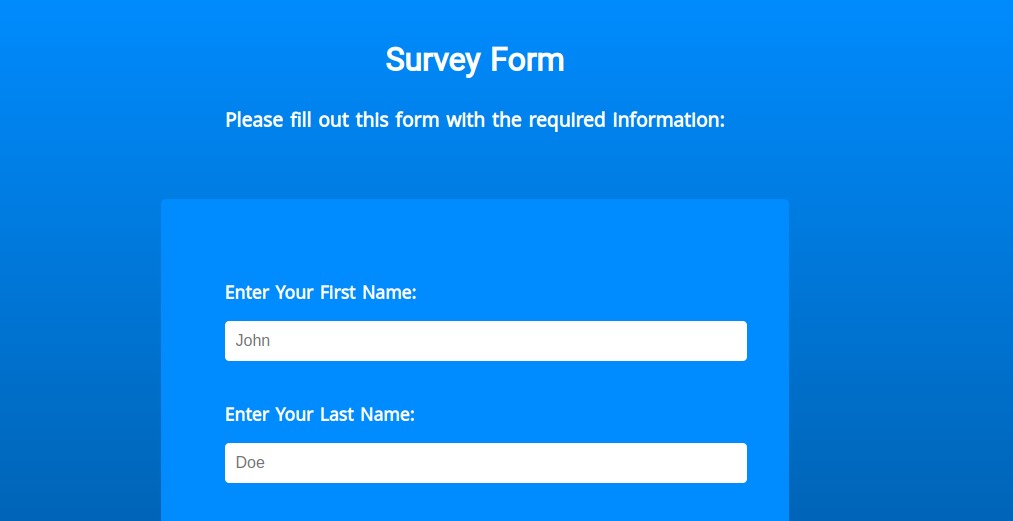 Survey Form
Please fill out this form with the required information:
Enter Your First Name:
John
Enter Your Last Name:
Doe